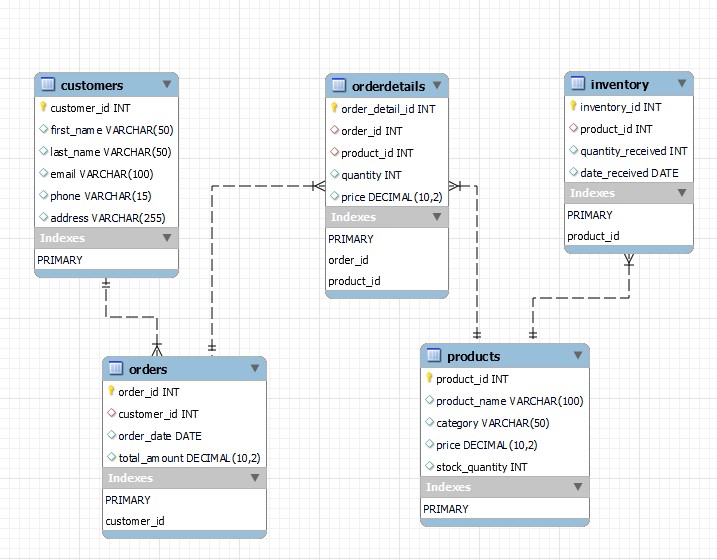 customers
customer_id INT
first_name VARCHAR(50)
last_name VARCHAR(50)
email VARCHAR(100)
phone VARCHAR(15)
address VARCHAR(255)
Indexes
PRIMARY
orderdetails
order_detail_id INT
order_id INT
product_id INT
quantity INT
price DECIMAL(10,2)
Indexes
PRIMARY
order_id
product_id
inventory
inventory_id INT
product_id INT
quantity_received INT
date_received DATE
Indexes
PRIMARY
product_id
orders
order_id INT
customer_id INT
order_date DATE
total_amount DECIMAL(10,2)
Indexes
PRIMARY
customer_id
products
product_id INT
product_name VARCHAR(100)
category VARCHAR(50)
price DECIMAL(10,2)
stock_quantity INT
Indexes
PRIMARY